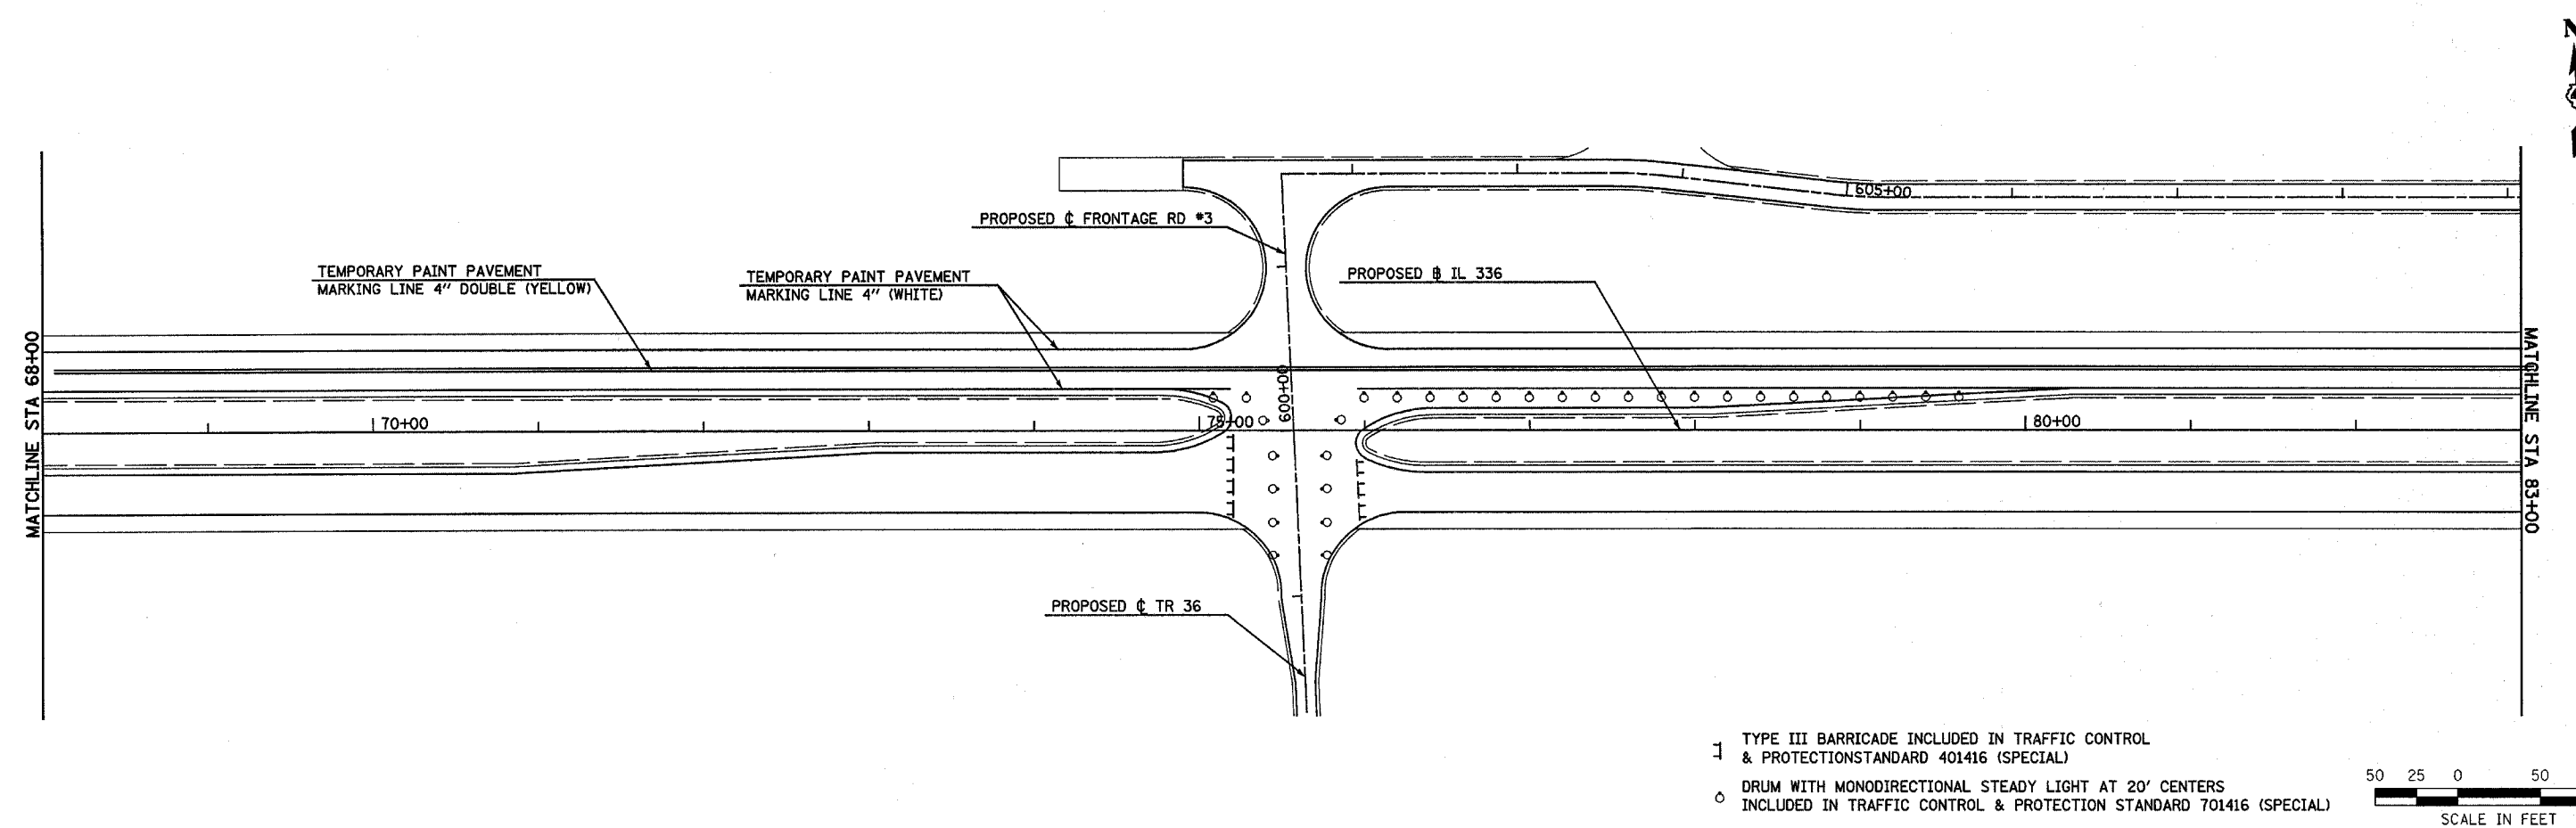 N
605+00
PROPOSED ℄ FRONTAGE RD #3
TEMPORARY PAINT PAVEMENT
MARKING LINE 4" DOUBLE (YELLOW)
TEMPORARY PAINT PAVEMENT
MARKING LINE 4" (WHITE)
PROPOSED B IL 336
MATCHLINE STA 68+00
MATCHLINE STA 83+00
600+00
70+00
75+00
80+00
PROPOSED ℄ TR 36
TYPE III BARRICADE INCLUDED IN TRAFFIC CONTROL
& PROTECTIONSTANDARD 401416 (SPECIAL)
DRUM WITH MONODIRECTIONAL STEADY LIGHT AT 20' CENTERS
INCLUDED IN TRAFFIC CONTROL & PROTECTION STANDARD 701416 (SPECIAL)
50 25 0 50
SCALE IN FEET